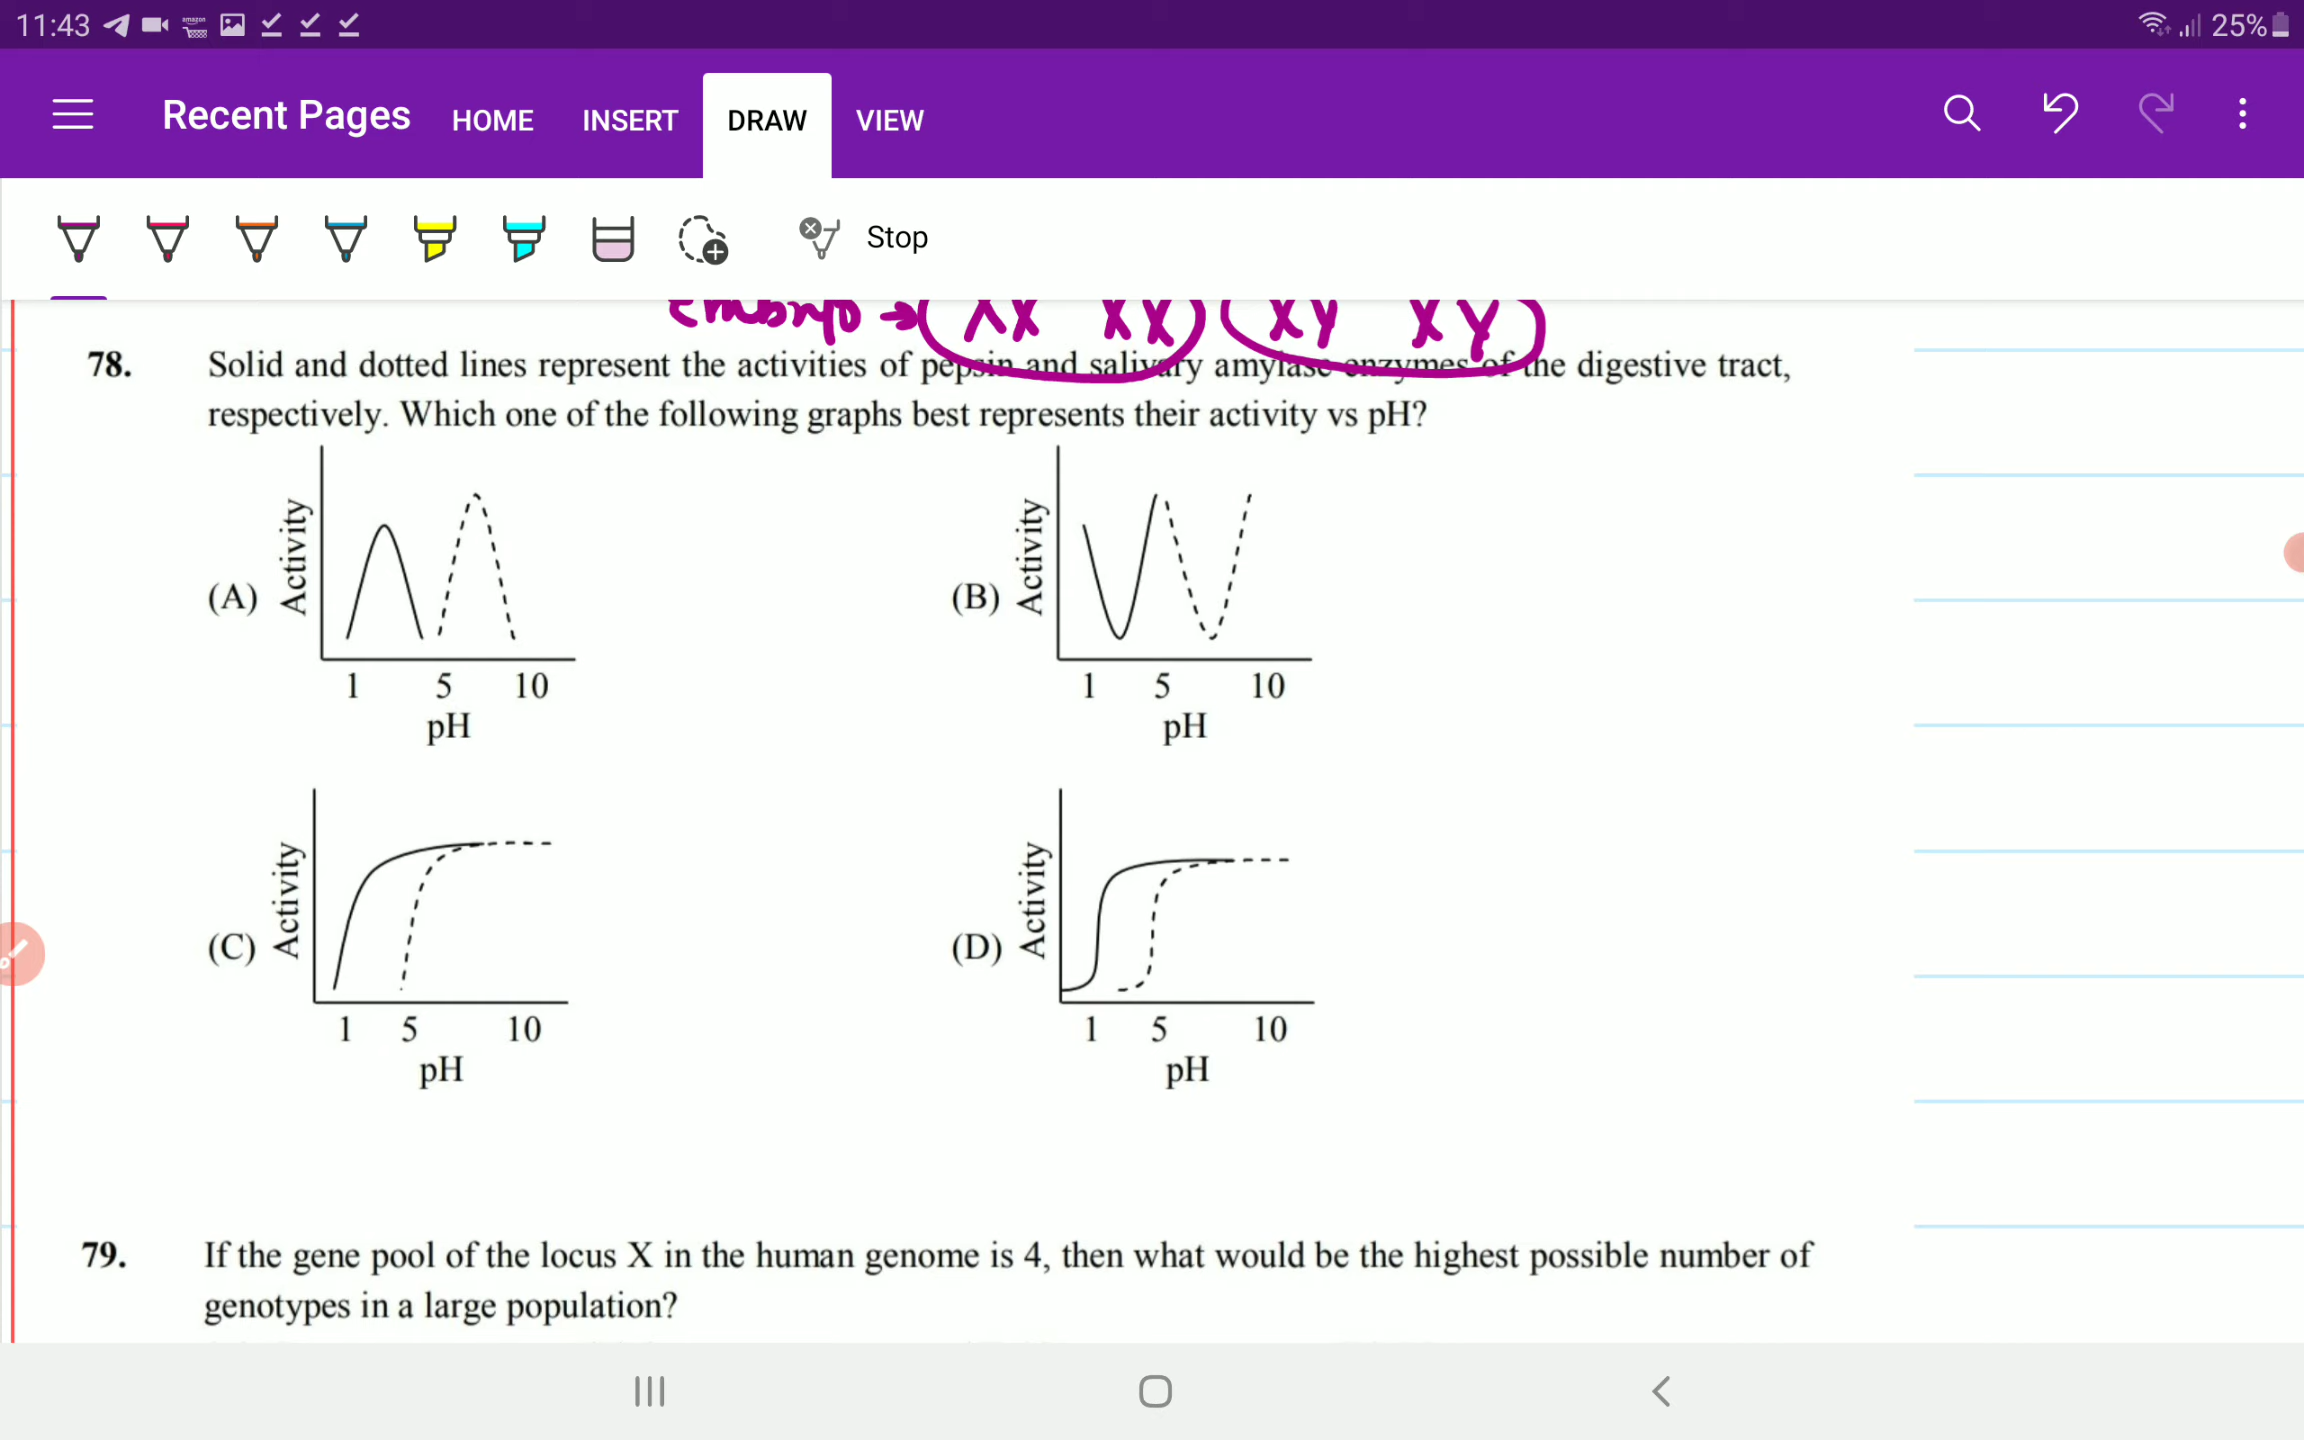 11:43 amazon 25%
Recent Pages HOME INSERT DRAW VIEW
Stop
embryo → XX XX XY XY
78. Solid and dotted lines represent the activities of pepsin and salivary amylase enzymes of the digestive tract,
respectively. Which one of the following graphs best represents their activity vs pH?
(A) Activity
1 5 10
pH
(B) Activity
1 5 10
pH
(C) Activity
1 5 10
pH
(D) Activity
1 5 10
pH
79. If the gene pool of the locus X in the human genome is 4, then what would be the highest possible number of
genotypes in a large population?